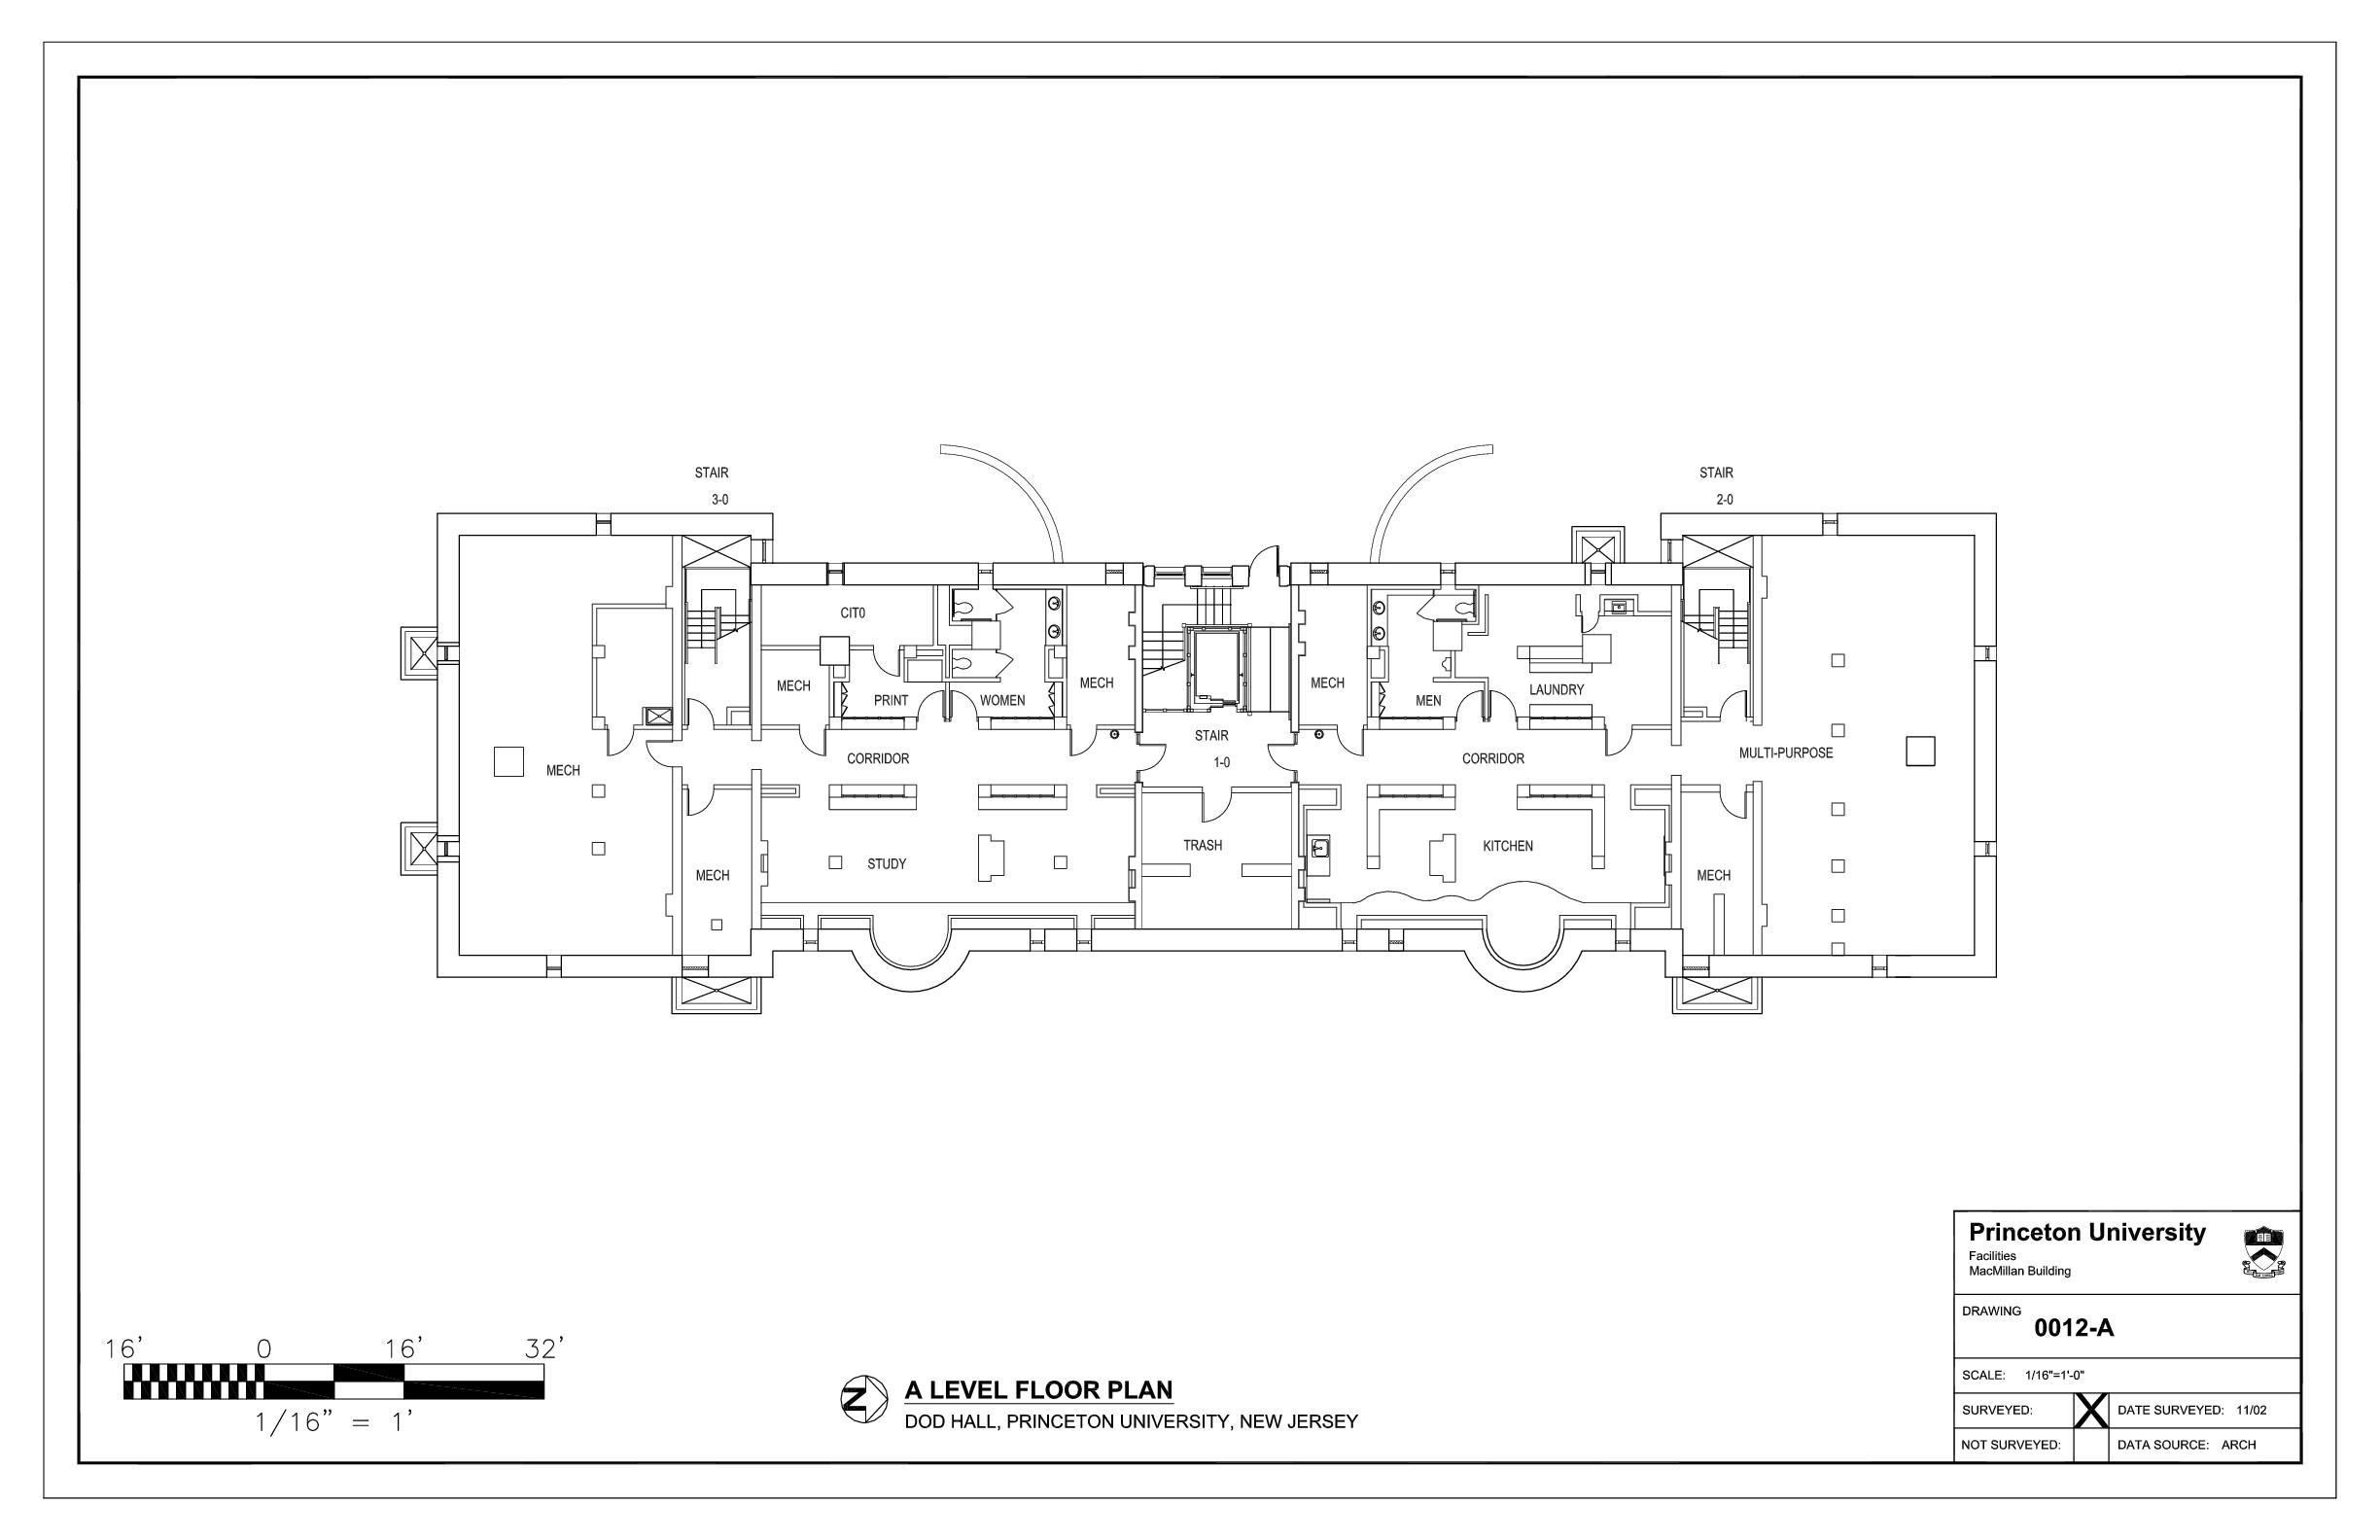 STAIR
3-0
STAIR
2-0
CIT0
MECH
PRINT
WOMEN
MECH
MECH
MEN
LAUNDRY
STAIR
1-0
CORRIDOR
CORRIDOR
MULTI-PURPOSE
MECH
TRASH
KITCHEN
STUDY
MECH
MECH
Princeton University
Facilities
MacMillan Building
DRAWING
0012-A
SCALE: 1/16"=1'-0"
SURVEYED: X DATE SURVEYED: 11/02
NOT SURVEYED: DATA SOURCE: ARCH
16' 0 16' 32'
1/16" = 1'
N
A LEVEL FLOOR PLAN
DOD HALL, PRINCETON UNIVERSITY, NEW JERSEY